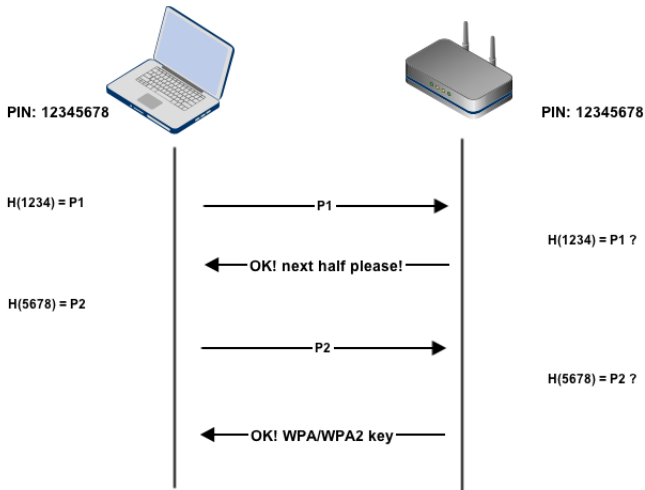 PIN: 12345678
PIN: 12345678
H(1234) = P1
P1
H(1234) = P1 ?
OK! next half please!
H(5678) = P2
P2
H(5678) = P2 ?
OK! WPA/WPA2 key